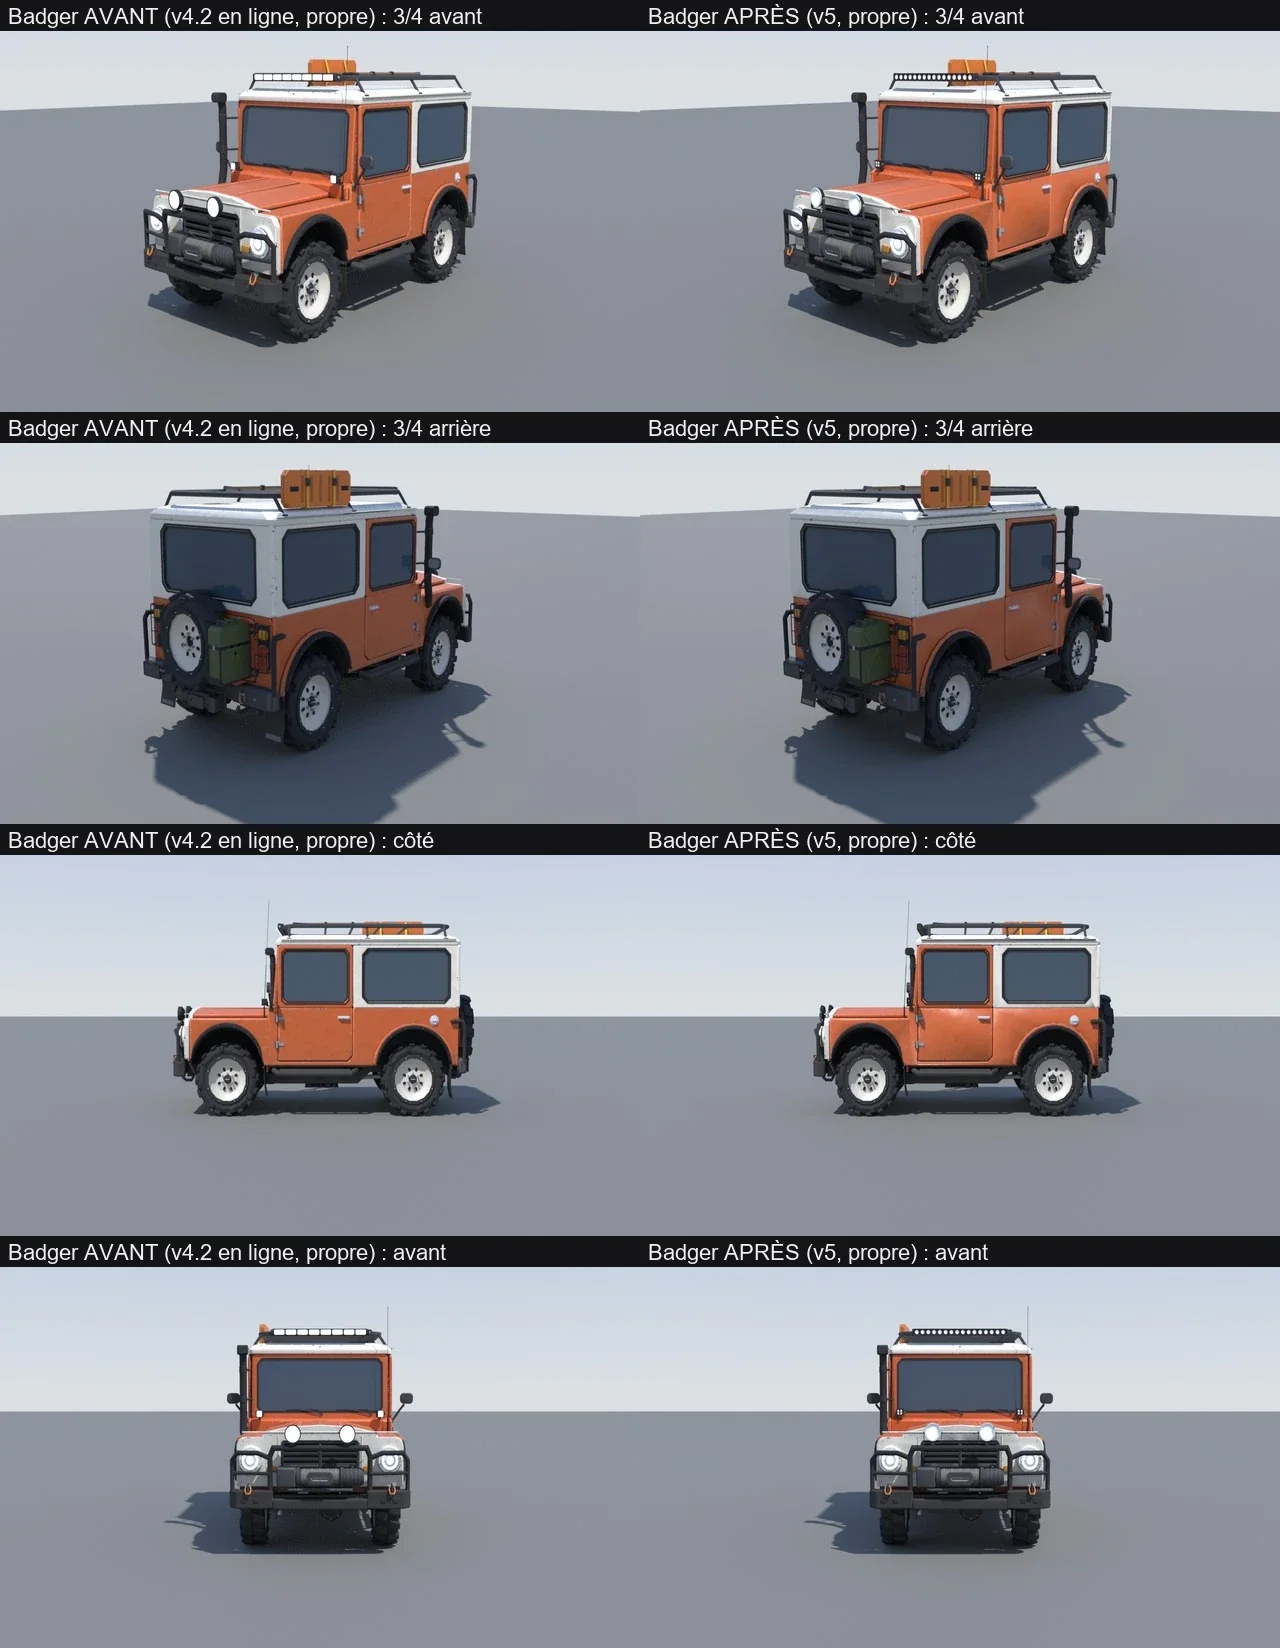 Badger AVANT (v4.2 en ligne, propre) : 3/4 avant
Badger APRÈS (v5, propre) : 3/4 avant
Badger AVANT (v4.2 en ligne, propre) : 3/4 arrière
Badger APRÈS (v5, propre) : 3/4 arrière
Badger AVANT (v4.2 en ligne, propre) : côté
Badger APRÈS (v5, propre) : côté
Badger AVANT (v4.2 en ligne, propre) : avant
Badger APRÈS (v5, propre) : avant